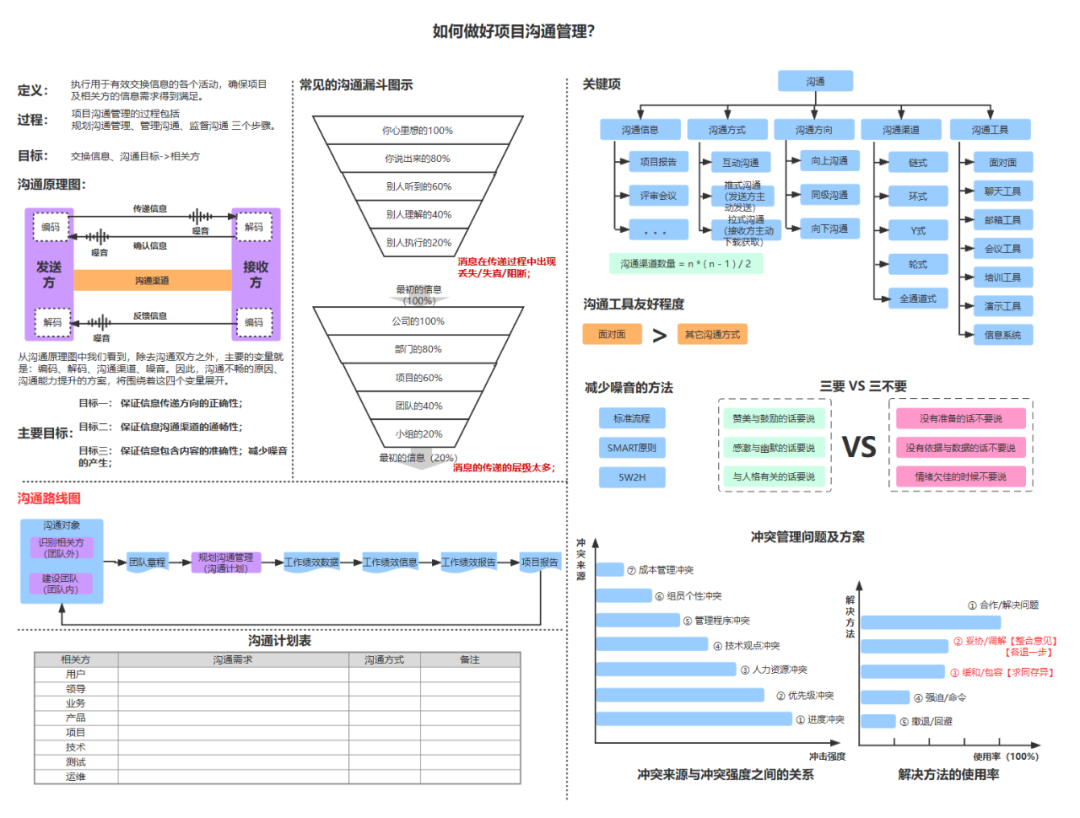 如何做好项目沟通管理？
定义：
执行用于有效交换信息的各个活动，确保项目
及相关方的信息需求得到满足。
过程：
项目沟通管理的过程包括
规划沟通管理、管理沟通、监督沟通 三个步骤。
目标：
交换信息、沟通目标->相关方
沟通原理图：
传递信息
编码
噪音
解码
噪音
确认信息
发送方
沟通渠道
接收方
反馈信息
解码
噪音
编码
从沟通原理图中我们看到，除去沟通双方之外，主要的变量就
是：编码、解码、沟通渠道、噪音。因此，沟通不畅的原因、
沟通能力提升的方案，将围绕着这四个变量展开。
主要目标：
目标一： 保证信息传递方向的正确性；
目标二： 保证信息沟通渠道的通畅性；
目标三： 保证信息包含内容的准确性；减少噪音
的产生；
常见的沟通漏斗图示
你心里想的100%
你说出来的80%
别人听到的60%
别人理解的40%
别人执行的20%
消息在传递过程中出现
丢失/失真/阻断；
最初的信息
（100%）
公司的100%
部门的80%
项目的60%
团队的40%
小组的20%
最初的信息（20%）
消息的传递的层级太多；
沟通路线图
沟通对象
识别相关方
（团队外）
建设团队
（团队内）
团队章程
规划沟通管理
（沟通计划）
工作绩效数据
工作绩效信息
工作绩效报告
项目报告
沟通计划表
相关方 沟通需求 沟通方式 备注
用户
领导
业务
产品
项目
技术
测试
运维
关键项
沟通
沟通信息
沟通方式
沟通方向
沟通渠道
沟通工具
项目报告
评审会议
。。。
互动沟通
推式沟通
（发送方主
动发送）
拉式沟通
（接收方主动
下载获取）
向上沟通
同级沟通
向下沟通
链式
环式
Y式
轮式
全通道式
面对面
聊天工具
邮箱工具
会议工具
培训工具
演示工具
信息系统
沟通渠道数量 = n * ( n - 1 ) / 2
沟通工具友好程度
面对面
>
其它沟通方式
减少噪音的方法
标准流程
SMART原则
5W2H
三要 VS 三不要
赞美与鼓励的话要说
感激与幽默的话要说
与人格有关的话要说
VS
没有准备的话不要说
没有依据与数据的话不要说
情绪欠佳的时候不要说
冲突管理问题及方案
冲突来源
⑦ 成本管理冲突
⑥ 组员个性冲突
⑤ 管理程序冲突
④ 技术观点冲突
③ 人力资源冲突
② 优先级冲突
① 进度冲突
冲击强度
冲突来源与冲突强度之间的关系
解决方法
① 合作/解决问题
② 妥协/调解【整合意见】
【各退一步】
③ 缓和/包容【求同存异】
④ 强迫/命令
⑤ 撤退/回避
使用率（100%）
解决方法的使用率